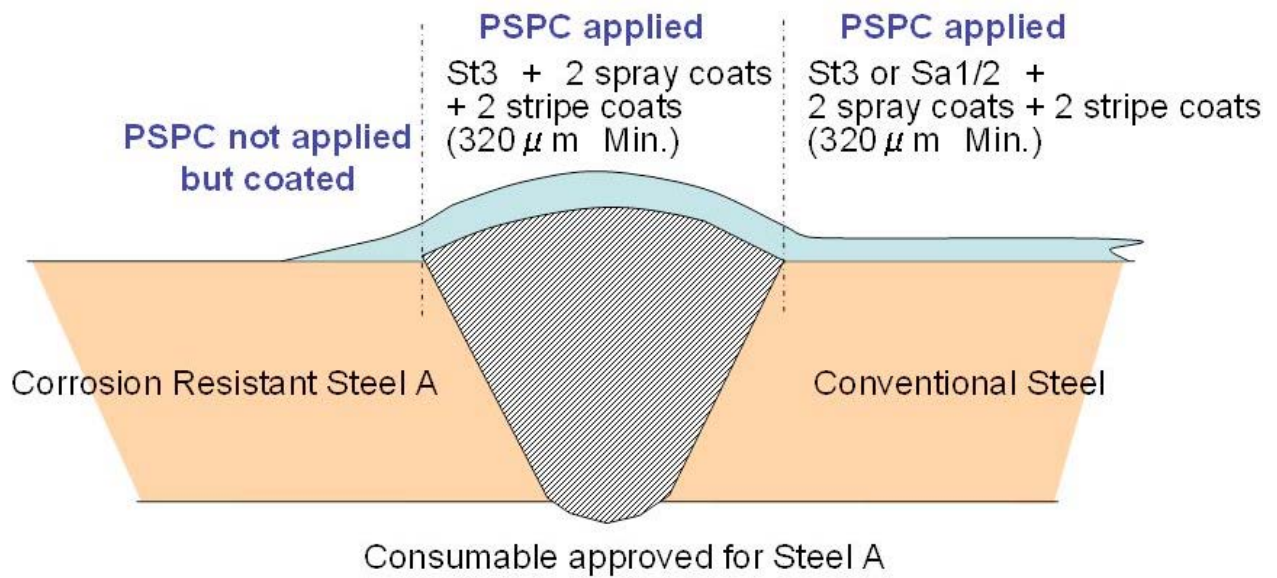 PSPC applied
St3 + 2 spray coats
+ 2 stripe coats
(320 μm Min.)
PSPC applied
St3 or Sa1/2 +
2 spray coats + 2 stripe coats
(320 μm Min.)
PSPC not applied
but coated
Corrosion Resistant Steel A
Conventional Steel
Consumable approved for Steel A